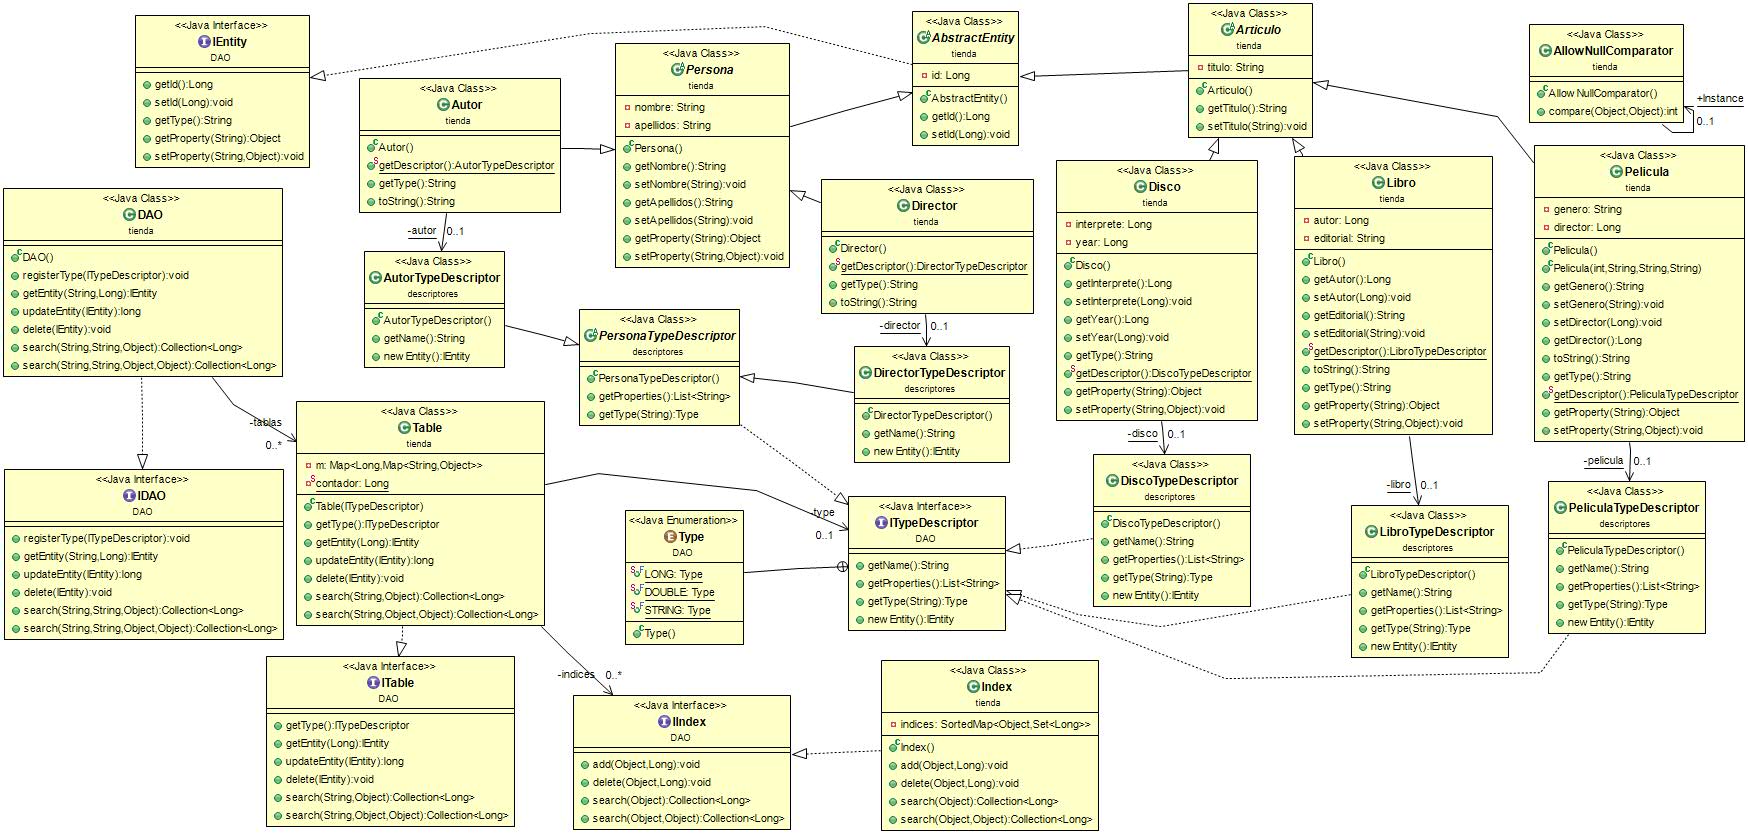 <<Java Interface>>
IEntity
DAO
getId():Long
setId(Long):void
getType():String
getProperty(String):Object
setProperty(String,Object):void
<<Java Class>>
Autor
tienda
Autor()
getDescriptor():AutorTypeDescriptor
getType():String
toString():String
-autor
0..1
<<Java Class>>
Persona
tienda
nombre: String
apellidos: String
Persona()
getNombre():String
setNombre(String):void
getApellidos():String
setApellidos(String):void
getProperty(String):Object
setProperty(String,Object):void
<<Java Class>>
AbstractEntity
tienda
id: Long
AbstractEntity()
getId():Long
setId(Long):void
<<Java Class>>
Articulo
tienda
titulo: String
Articulo()
getTitulo():String
setTitulo(String):void
<<Java Class>>
AllowNullComparator
tienda
AllowNullComparator()
compare(Object,Object):int
+Instance
0..1
<<Java Class>>
DAO
tienda
DAO()
registerType(ITypeDescriptor):void
getEntity(String,Long):IEntity
updateEntity(IEntity):long
delete(IEntity):void
search(String,String,Object):Collection<Long>
search(String,String,Object,Object):Collection<Long>
-tablas
0..*
<<Java Class>>
AutorTypeDescriptor
descriptores
AutorTypeDescriptor()
getName():String
newEntity():IEntity
<<Java Class>>
Director
tienda
Director()
getDescriptor():DirectorTypeDescriptor
getType():String
toString():String
-director
0..1
<<Java Class>>
Disco
tienda
interprete: Long
year: Long
Disco()
getInterprete():Long
setInterprete(Long):void
getYear():Long
setYear(Long):void
getType():String
getDescriptor():DiscoTypeDescriptor
getProperty(String):Object
setProperty(String,Object):void
-disco
0..1
<<Java Class>>
Libro
tienda
autor: Long
editorial: String
Libro()
getAutor():Long
setAutor(Long):void
getEditorial():String
setEditorial(String):void
getDescriptor():LibroTypeDescriptor
toString():String
getType():String
getProperty(String):Object
setProperty(String,Object):void
-libro
0..1
<<Java Class>>
Pelicula
tienda
genero: String
director: Long
Pelicula()
Pelicula(int,String,String,String)
getGenero():String
setGenero(String):void
setDirector(Long):void
getDirector():Long
toString():String
getType():String
getDescriptor():PeliculaTypeDescriptor
getProperty(String):Object
setProperty(String,Object):void
-pelicula
0..1
<<Java Class>>
PersonaTypeDescriptor
descriptores
PersonaTypeDescriptor()
getProperties():List<String>
getType(String):Type
<<Java Class>>
DirectorTypeDescriptor
descriptores
DirectorTypeDescriptor()
getName():String
newEntity():IEntity
<<Java Interface>>
IDAO
DAO
registerType(ITypeDescriptor):void
getEntity(String,Long):IEntity
updateEntity(IEntity):long
delete(IEntity):void
search(String,String,Object):Collection<Long>
search(String,String,Object,Object):Collection<Long>
<<Java Class>>
Table
tienda
m: Map<Long,Map<String,Object>>
contador: Long
Table(ITypeDescriptor)
getType():ITypeDescriptor
getEntity(Long):IEntity
updateEntity(IEntity):long
delete(IEntity):void
search(String,Object):Collection<Long>
search(String,Object,Object):Collection<Long>
-type
0..1
-indices
0..*
<<Java Enumeration>>
Type
DAO
LONG: Type
DOUBLE: Type
STRING: Type
Type()
<<Java Interface>>
ITypeDescriptor
DAO
getName():String
getProperties():List<String>
getType(String):Type
newEntity():IEntity
<<Java Class>>
DiscoTypeDescriptor
descriptores
DiscoTypeDescriptor()
getName():String
getProperties():List<String>
getType(String):Type
newEntity():IEntity
<<Java Class>>
LibroTypeDescriptor
descriptores
LibroTypeDescriptor()
getName():String
getProperties():List<String>
getType(String):Type
newEntity():IEntity
<<Java Class>>
PeliculaTypeDescriptor
descriptores
PeliculaTypeDescriptor()
getName():String
getProperties():List<String>
getType(String):Type
newEntity():IEntity
<<Java Interface>>
ITable
DAO
getType():ITypeDescriptor
getEntity(Long):IEntity
updateEntity(IEntity):long
delete(IEntity):void
search(String,Object):Collection<Long>
search(String,Object,Object):Collection<Long>
<<Java Interface>>
IIndex
DAO
add(Object,Long):void
delete(Object,Long):void
search(Object):Collection<Long>
search(Object,Object):Collection<Long>
<<Java Class>>
Index
tienda
indices: SortedMap<Object,Set<Long>>
Index()
add(Object,Long):void
delete(Object,Long):void
search(Object):Collection<Long>
search(Object,Object):Collection<Long>